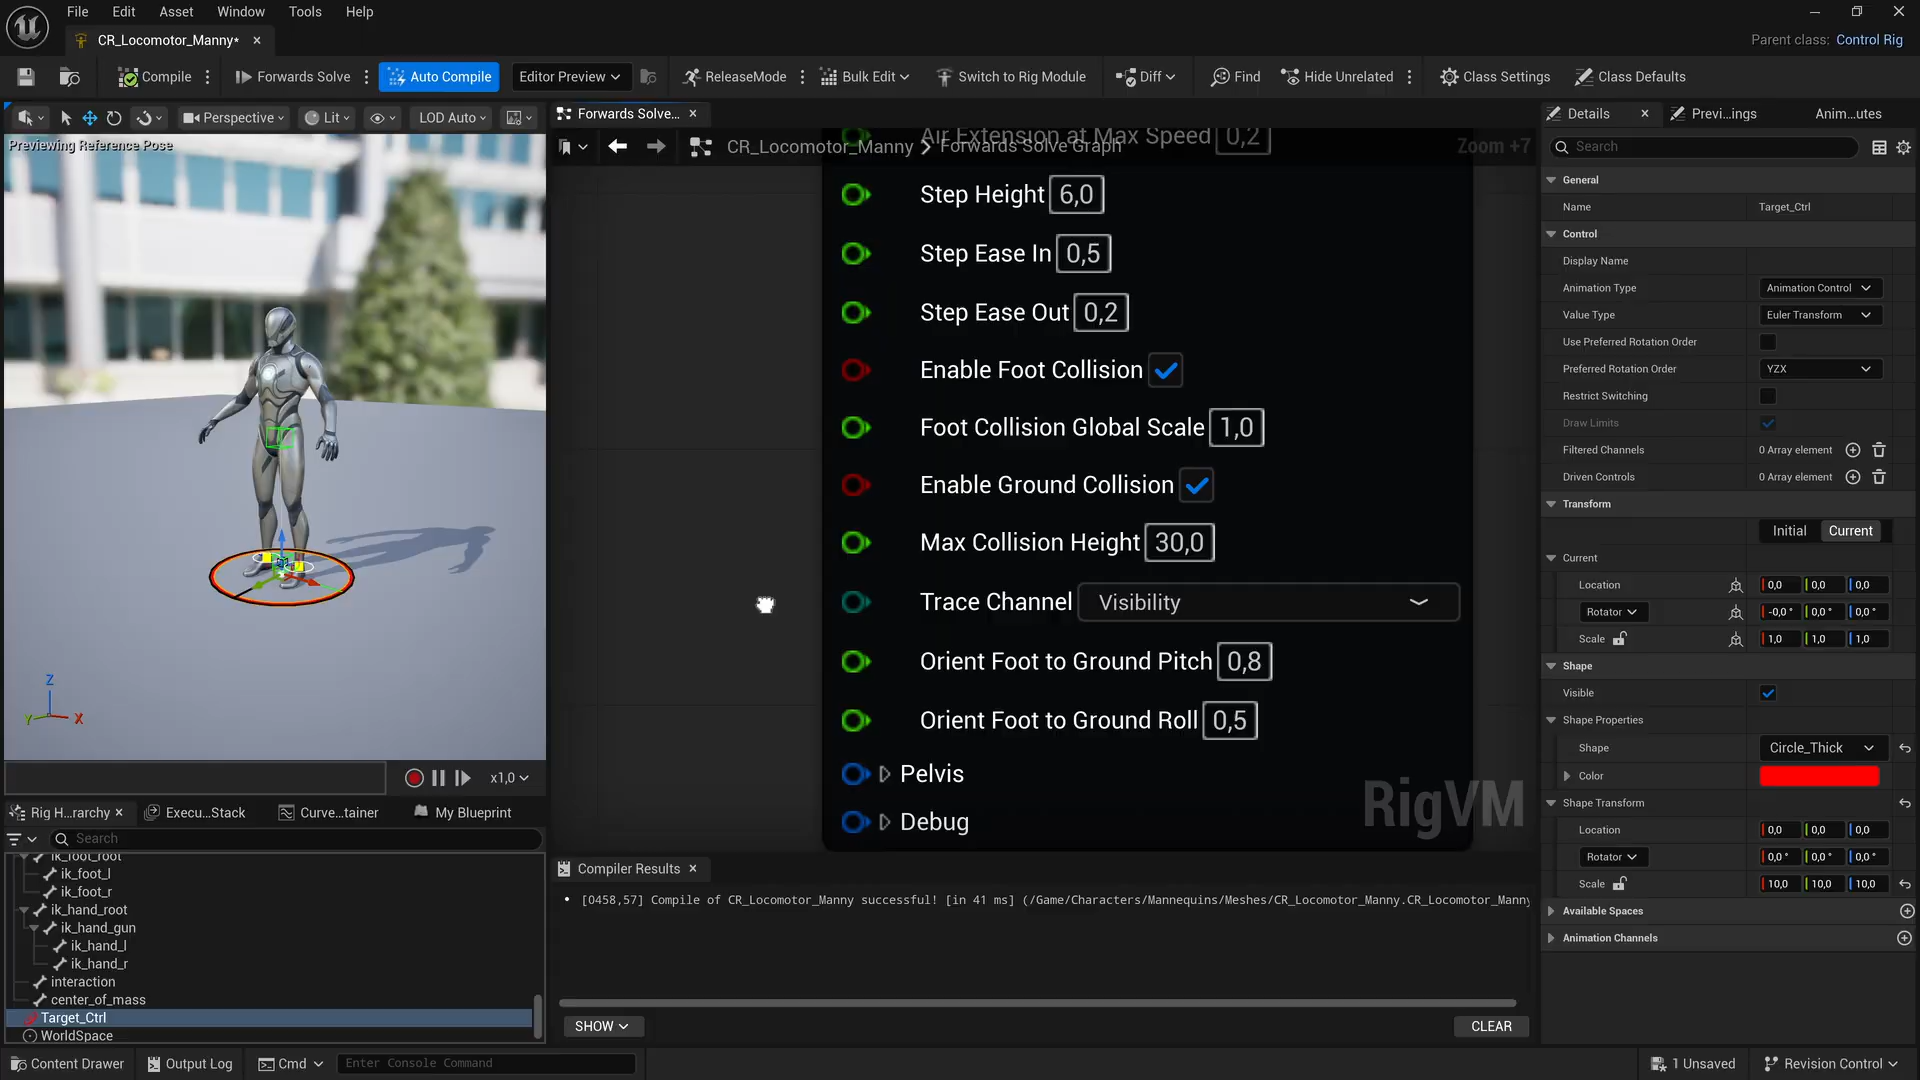 File Edit Asset Window Tools Help
CR_Locomotor_Manny*
Parent class: Control Rig
Compile Forwards Solve Auto Compile Editor Preview ReleaseMode Bulk Edit Switch to Rig Module Diff Find Hide Unrelated Class Settings Class Defaults
Perspective Lit LOD Auto
Previewing Reference Pose
Z
Y X
x1,0
Rig H...rarchy Execu...Stack Curve...tainer My Blueprint
Search
ik_foot_root
ik_foot_l
ik_foot_r
ik_hand_root
ik_hand_gun
ik_hand_l
ik_hand_r
interaction
center_of_mass
Target_Ctrl
WorldSpace
Forwards Solve...
CR_Locomotor_Manny > Forwards Solve Graph
Zoom +7
Air Extension at Max Speed 0,2
Step Height 6,0
Step Ease In 0,5
Step Ease Out 0,2
Enable Foot Collision
Foot Collision Global Scale 1,0
Enable Ground Collision
Max Collision Height 30,0
Trace Channel Visibility
Orient Foot to Ground Pitch 0,8
Orient Foot to Ground Roll 0,5
Pelvis
Debug
RigVM
Compiler Results
• [0458,57] Compile of CR_Locomotor_Manny successful! [in 41 ms] (/Game/Characters/Mannequins/Meshes/CR_Locomotor_Manny.CR_Locomotor_Manny
SHOW CLEAR
Details Previ...ings Anim...utes
Search
General
Name Target_Ctrl
Control
Display Name
Animation Type Animation Control
Value Type Euler Transform
Use Preferred Rotation Order
Preferred Rotation Order YZX
Restrict Switching
Draw Limits
Filtered Channels 0 Array element
Driven Controls 0 Array element
Transform
Initial Current
Current
Location 0,0 0,0 0,0
Rotator -0,0 ° 0,0 ° 0,0 °
Scale 1,0 1,0 1,0
Shape
Visible
Shape Properties
Shape Circle_Thick
Color
Shape Transform
Location 0,0 0,0 0,0
Rotator 0,0 ° 0,0 ° 0,0 °
Scale 10,0 10,0 10,0
Available Spaces
Animation Channels
Content Drawer Output Log Cmd Enter Console Command 1 Unsaved Revision Control